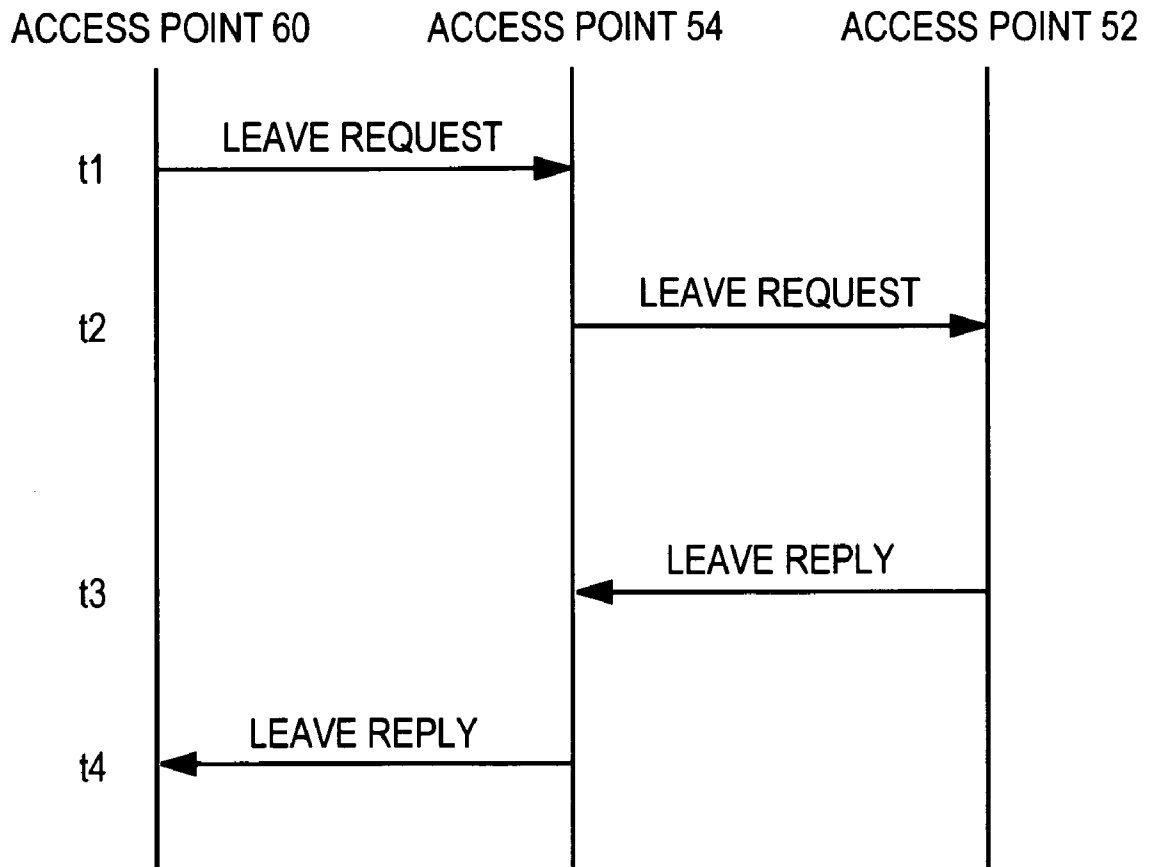 ACCESS POINT 60 ACCESS POINT 54 ACCESS POINT 52
LEAVE REQUEST
t1
LEAVE REQUEST
t2
LEAVE REPLY
t3
LEAVE REPLY
t4